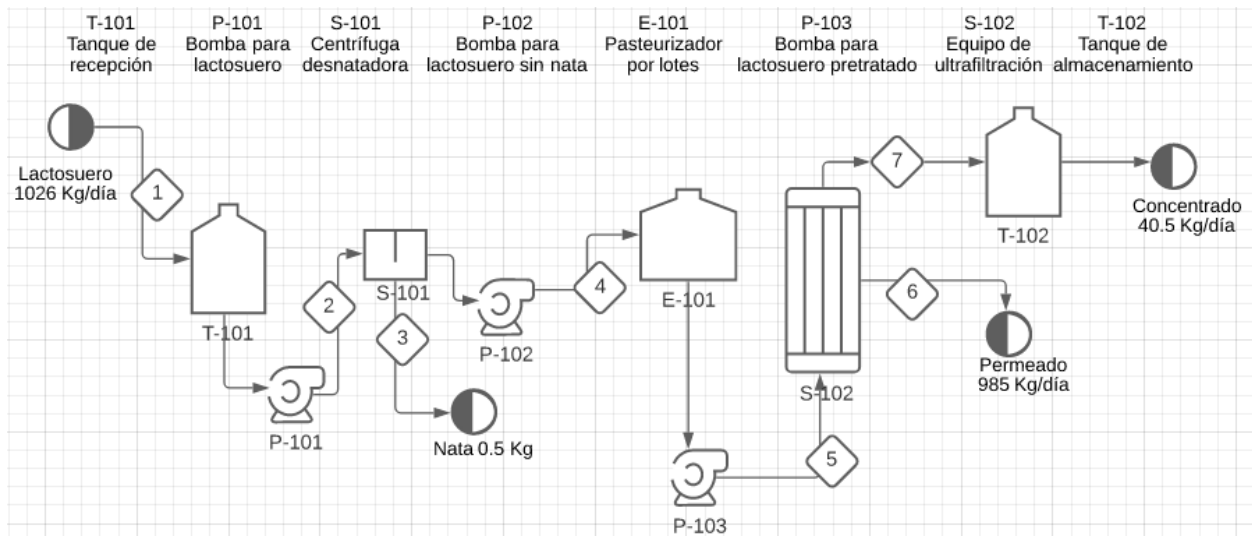 T-101
Tanque de
recepción
P-101
Bomba para
lactosuero
S-101
Centrífuga
desnatadora
P-102
Bomba para
lactosuero sin nata
E-101
Pasteurizador
por lotes
P-103
Bomba para
lactosuero pretratado
S-102
Equipo de
ultrafiltración
T-102
Tanque de
almacenamiento
Lactosuero
1026 Kg/día
1
T-101
P-101
2
S-101
3
Nata 0.5 Kg
P-102
4
E-101
P-103
5
S-102
6
Permeado
985 Kg/día
7
T-102
Concentrado
40.5 Kg/día